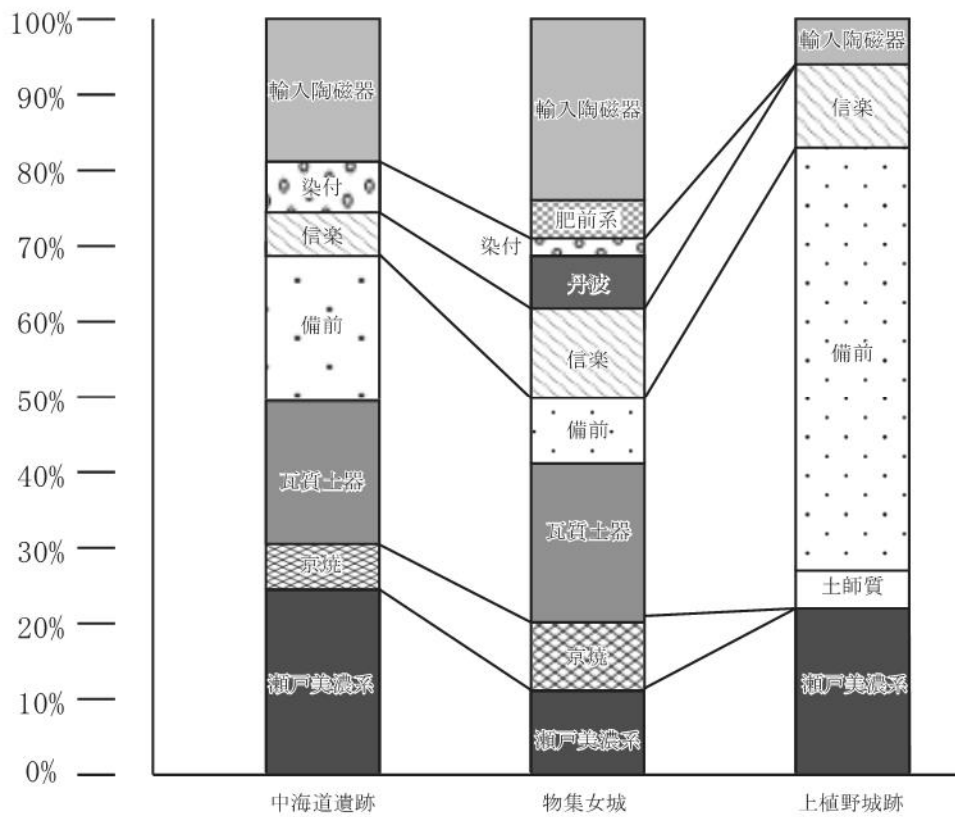 100%
90%
80%
70%
60%
50%
40%
30%
20%
10%
0%
輸入陶磁器
染付
信楽
備前
瓦質土器
京焼
瀬戸美濃系
中海道遺跡
輸入陶磁器
肥前系
染付
丹波
信楽
備前
瓦質土器
京焼
瀬戸美濃系
物集女城
輸入陶磁器
信楽
備前
土師質
瀬戸美濃系
上植野城跡